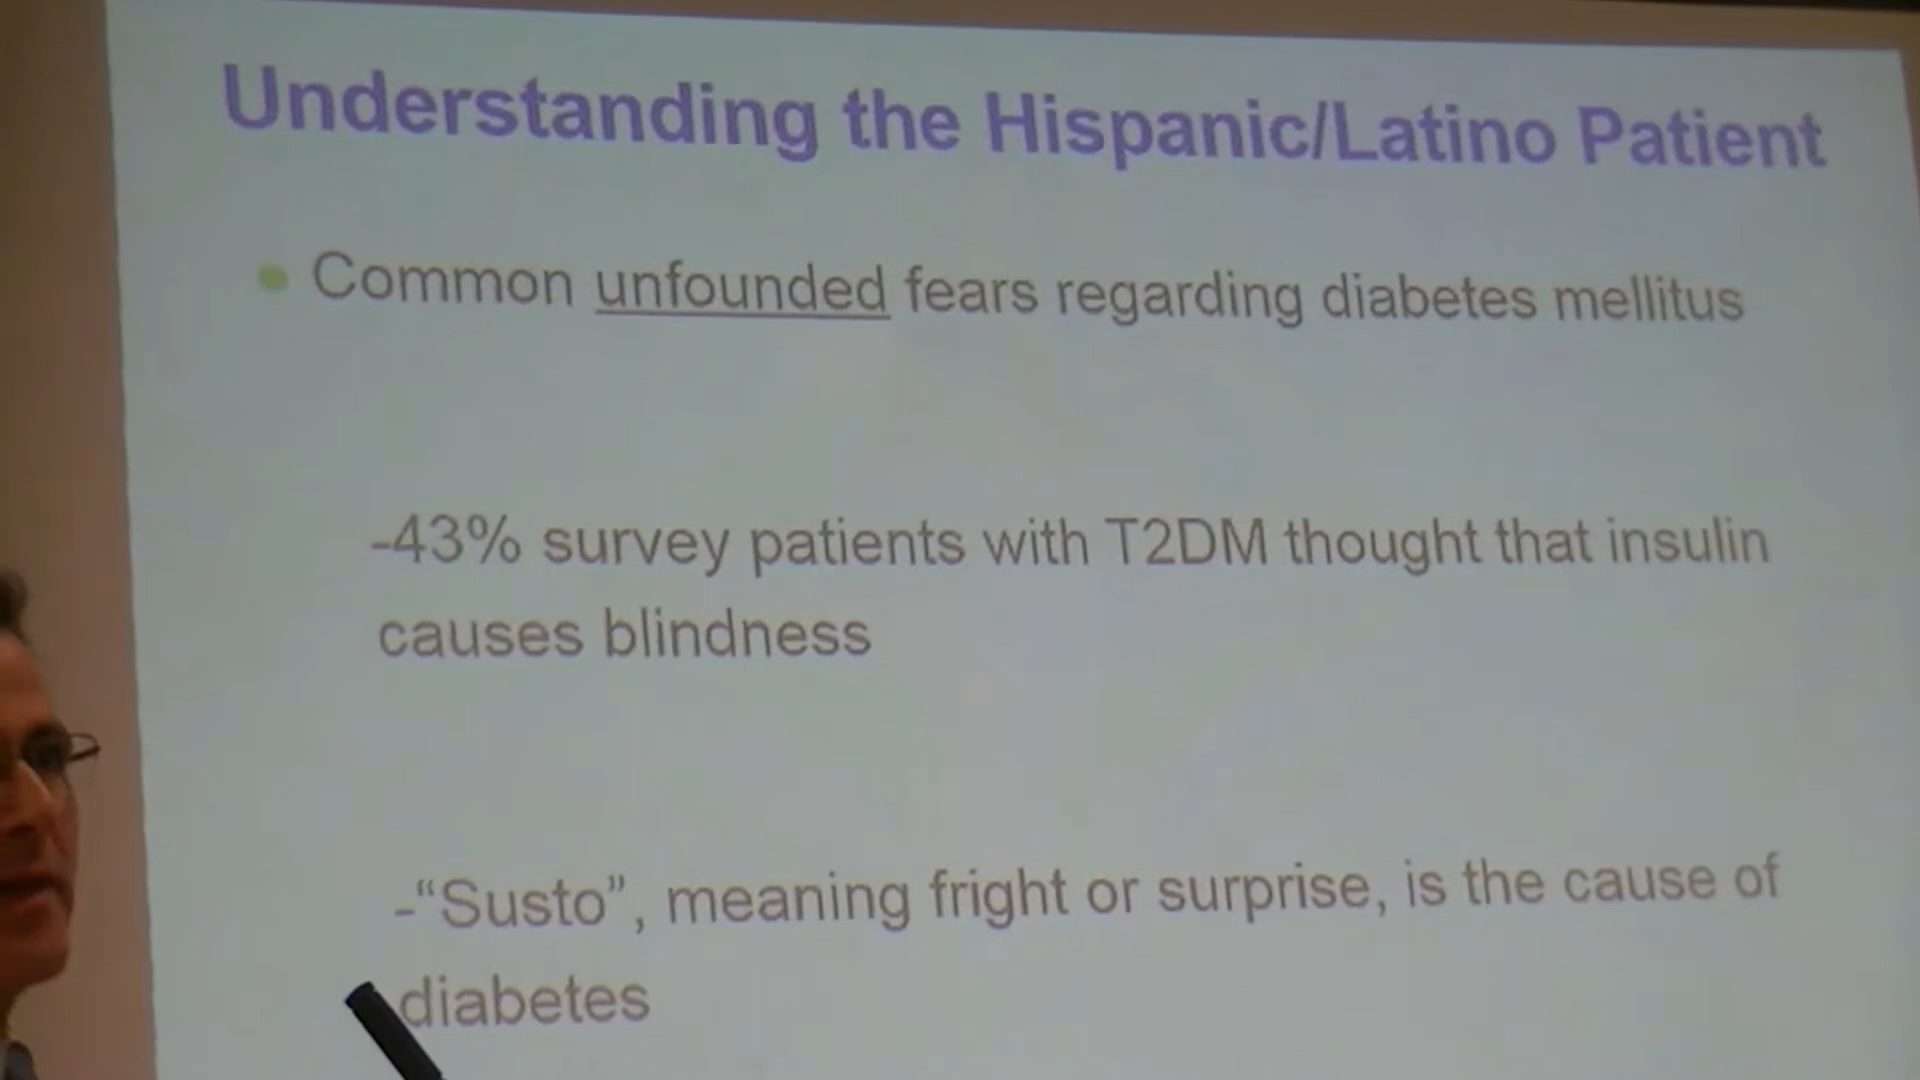 Understanding the Hispanic/Latino Patient
Common unfounded fears regarding diabetes mellitus
-43% survey patients with T2DM thought that insulin
causes blindness
-“Susto”, meaning fright or surprise, is the cause of
diabetes